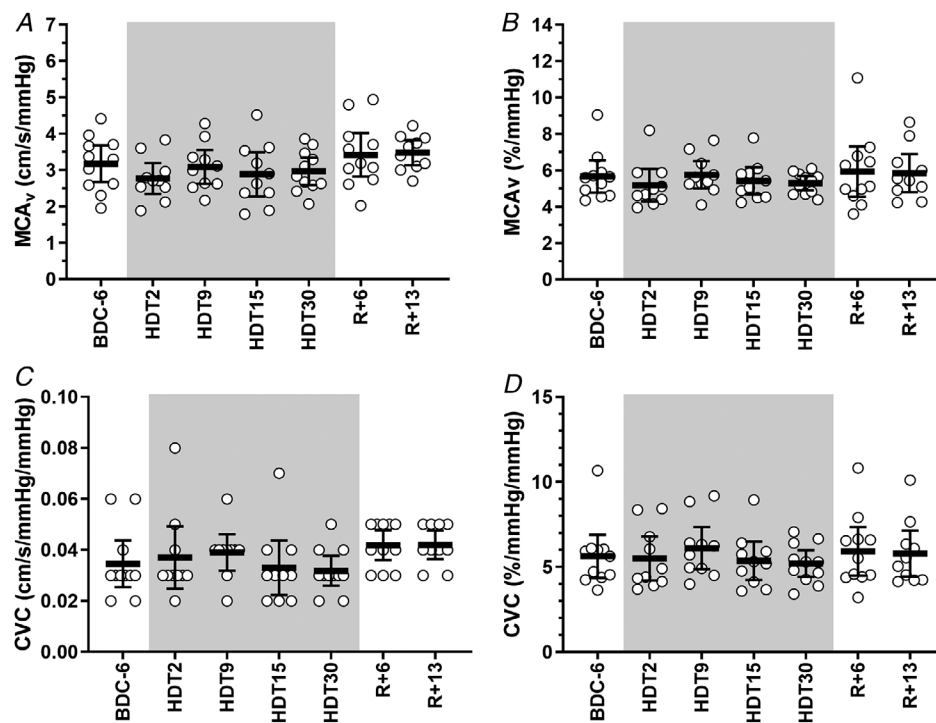 A
MCAv (cm/s/mmHg)
7
6
5
4
3
2
1
0
BDC-6
HDT2
HDT9
HDT15
HDT30
R+6
R+13
B
MCAv (%/mmHg)
14
12
10
8
6
4
2
0
BDC-6
HDT2
HDT9
HDT15
HDT30
R+6
R+13
C
CVC (cm/s/mmHg/mmHg)
0.10
0.08
0.06
0.04
0.02
0.00
BDC-6
HDT2
HDT9
HDT15
HDT30
R+6
R+13
D
CVC (%/mmHg/mmHg)
15
10
5
0
BDC-6
HDT2
HDT9
HDT15
HDT30
R+6
R+13